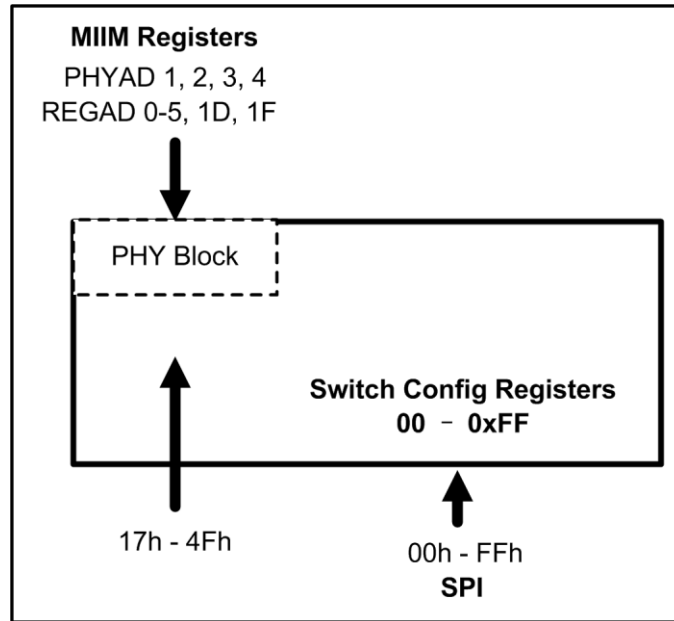 MIIM Registers
PHYAD 1, 2, 3, 4
REGAD 0-5, 1D, 1F
PHY Block
Switch Config Registers
00 - 0xFF
17h - 4Fh
00h - FFh
SPI